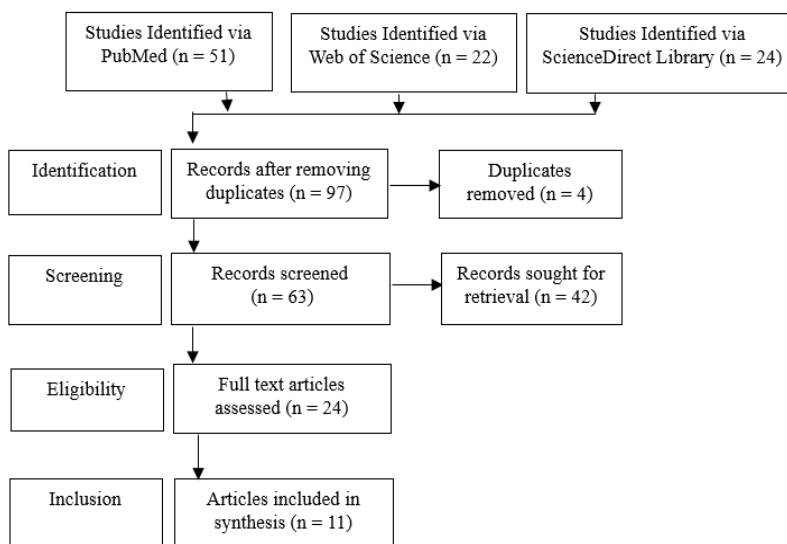 Studies Identified via
PubMed (n = 51)
Studies Identified via
Web of Science (n = 22)
Studies Identified via
ScienceDirect Library (n = 24)
Identification
Records after removing
duplicates (n = 97)
Duplicates
removed (n = 4)
Screening
Records screened
(n = 63)
Records sought for
retrieval (n = 42)
Eligibility
Full text articles
assessed (n = 24)
Inclusion
Articles included in
synthesis (n = 11)